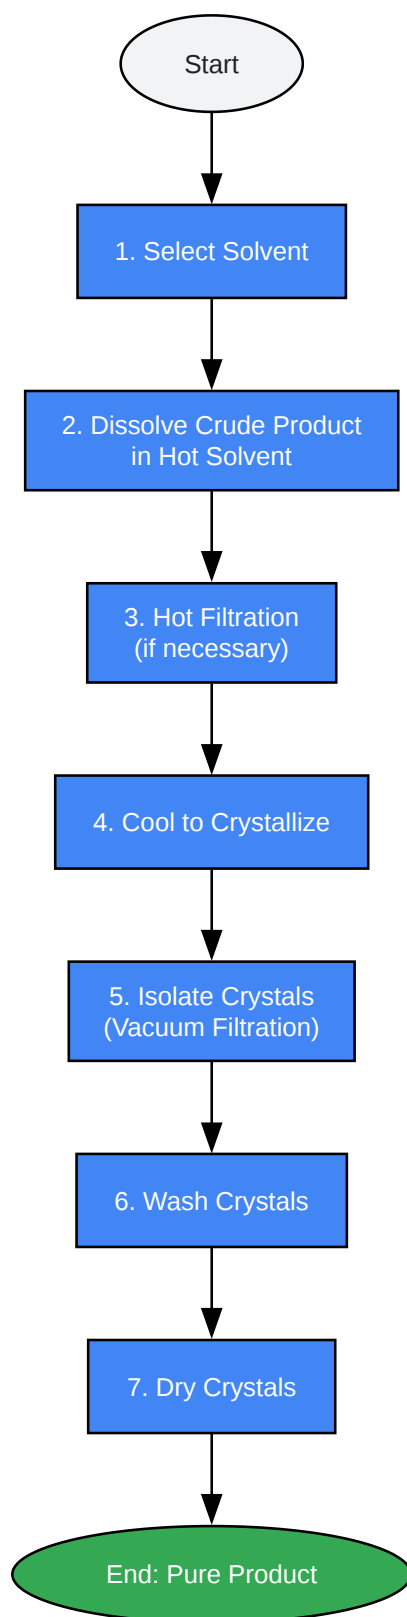 Start
1. Select Solvent
2. Dissolve Crude Product
in Hot Solvent
3. Hot Filtration
(if necessary)
4. Cool to Crystallize
5. Isolate Crystals
(Vacuum Filtration)
6. Wash Crystals
7. Dry Crystals
End: Pure Product